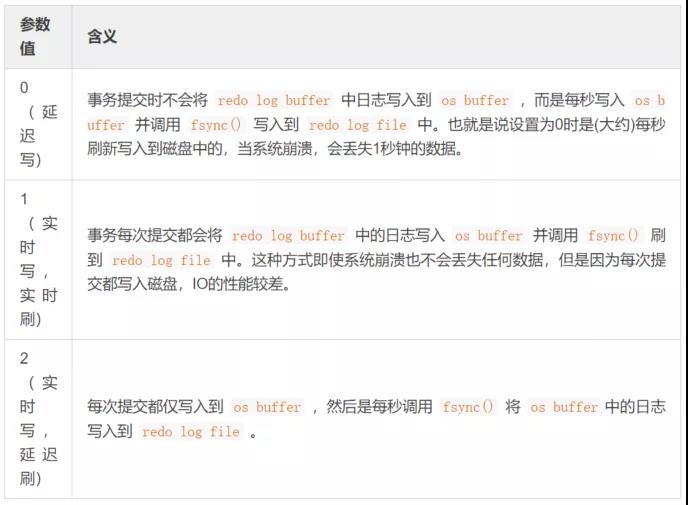 参数
值
含义
0
（延
迟
写）
事务提交时不会将 redo log buffer 中日志写入到 os buffer ，而是每秒写入 os b
uffer 并调用 fsync() 写入到 redo log file 中。也就是说设置为0时是(大约)每秒
刷新写入到磁盘中的，当系统崩溃，会丢失1秒钟的数据。
1
（实
时
写，
实时
刷）
事务每次提交都会将 redo log buffer 中的日志写入 os buffer 并调用 fsync() 刷
到 redo log file 中。这种方式即使系统崩溃也不会丢失任何数据，但是因为每次提
交都写入磁盘，IO的性能较差。
2
（实
时
写，
延迟
刷）
每次提交都仅写入到 os buffer ，然后是每秒调用 fsync() 将 os buffer 中的日志
写入到 redo log file 。